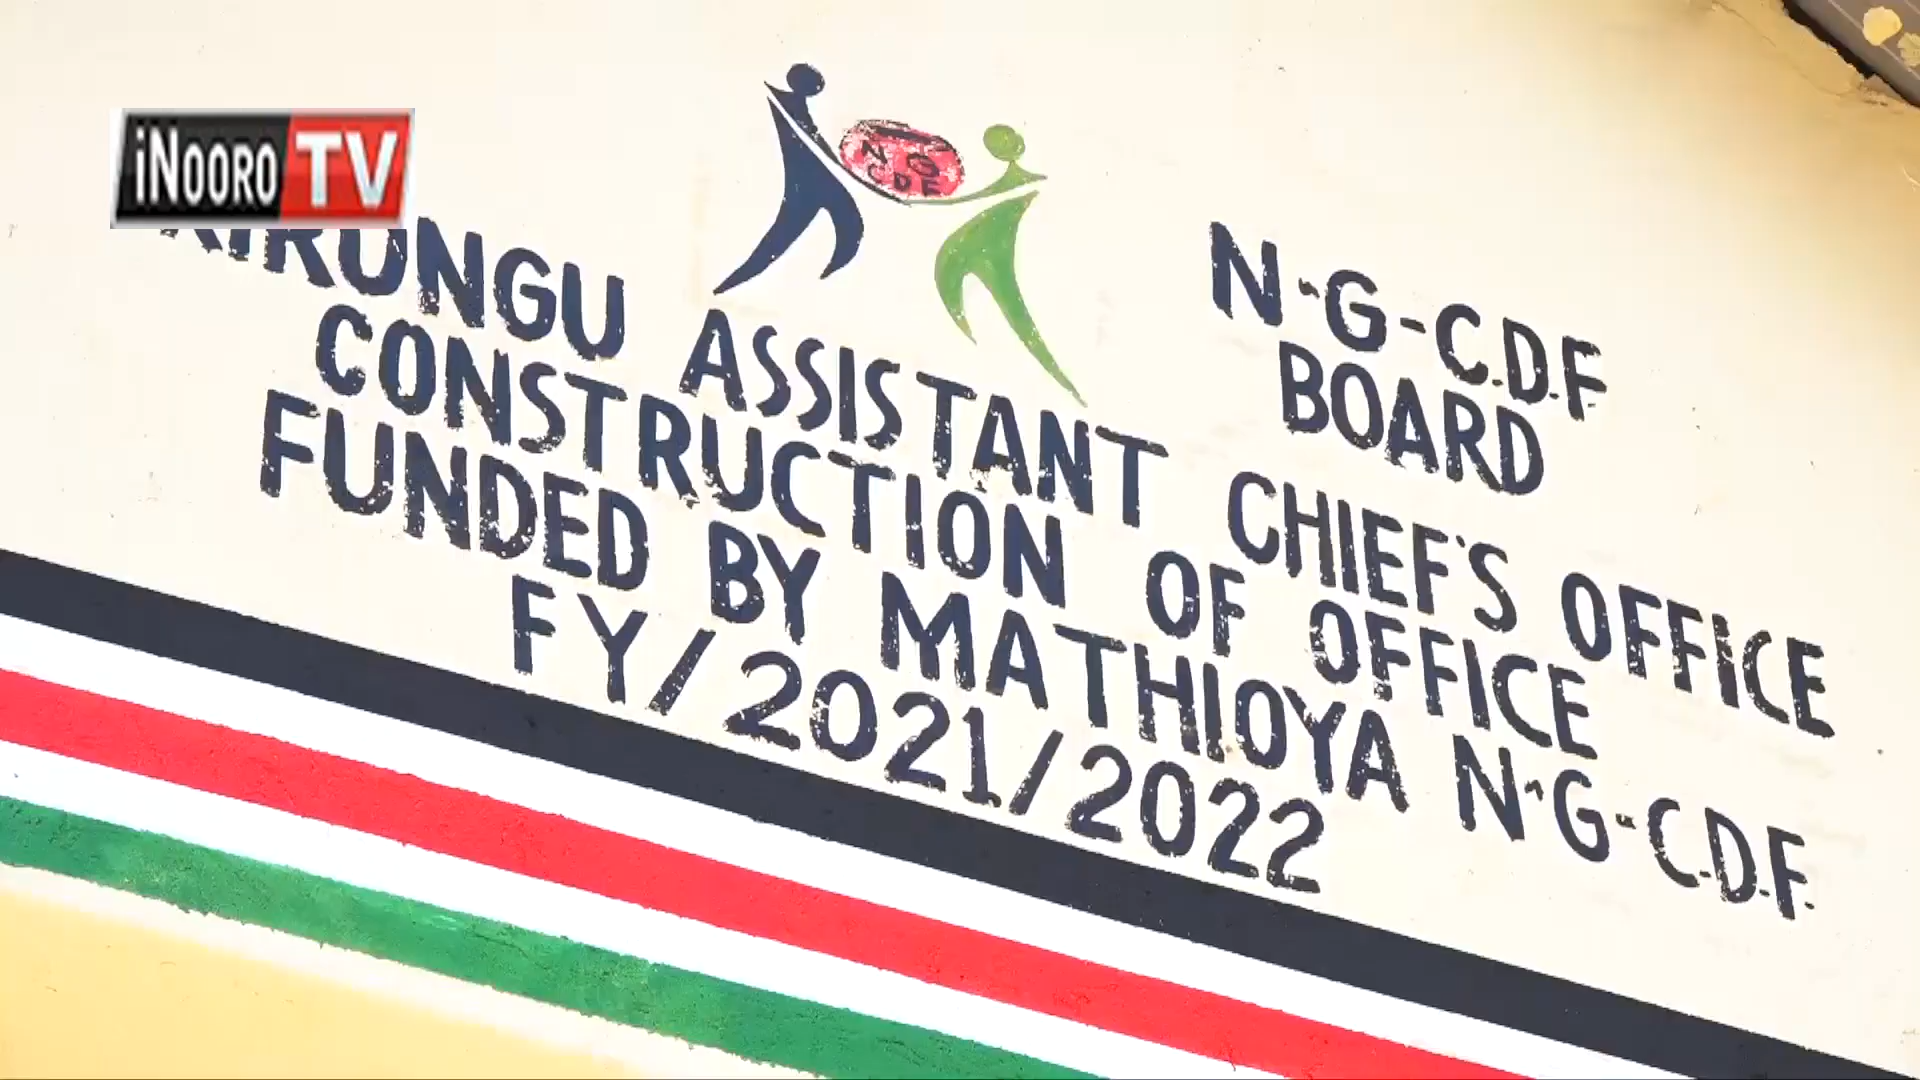 iNOORO TV
N G
C D F
N-G-C.D.F
BOARD
ASSISTANT CHIEF'S OFFICE
CONSTRUCTION OF OFFICE
FUNDED BY MATHIOYA N-G-C.D.F.
FY/2021/2022